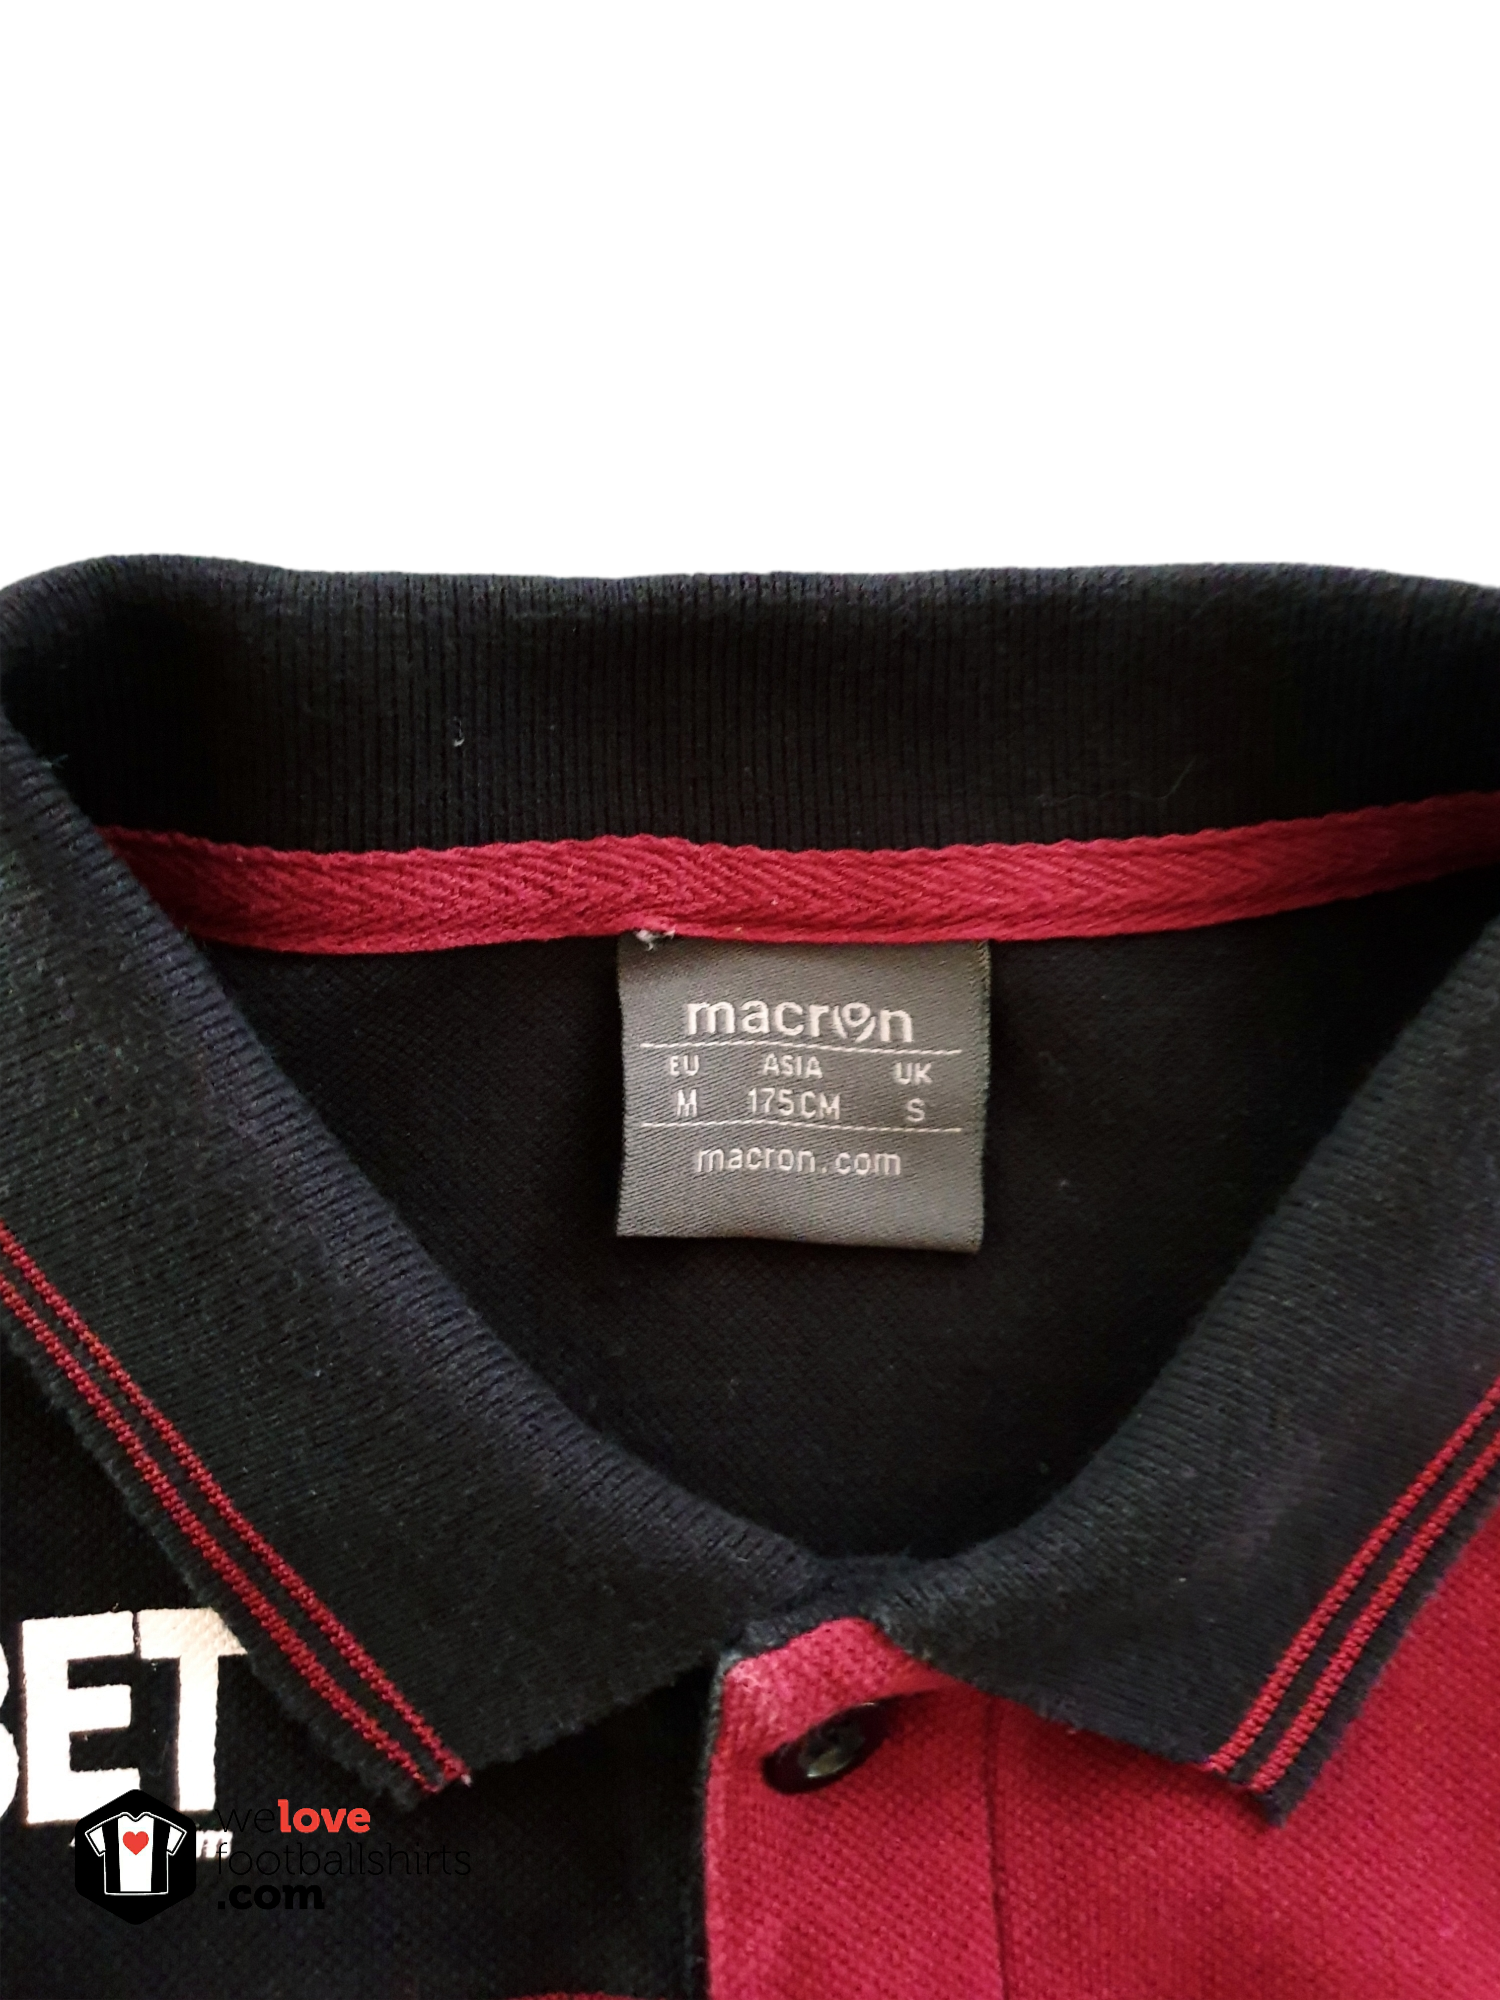 macron
EU ASIA UK
M 175CM S
macron.com
BET
welove
footballshirts
.com